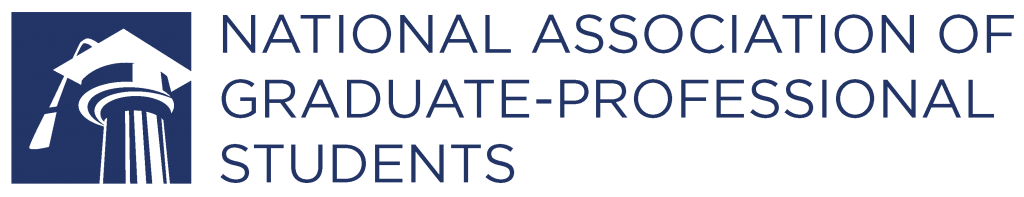 NATIONAL ASSOCIATION OF
GRADUATE-PROFESSIONAL
STUDENTS